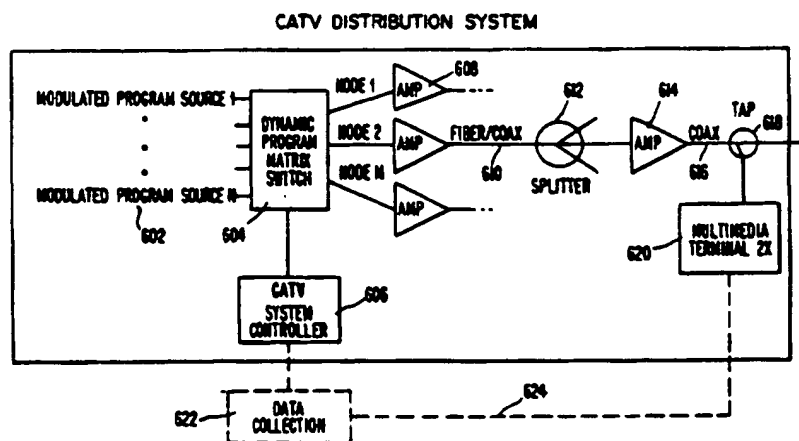 CATV DISTRIBUTION SYSTEM
MODULATED PROGRAM SOURCE 1
MODULATED PROGRAM SOURCE N
602
DYNAMIC
PROGRAM
MATRIX
SWITCH
604
NODE 1
NODE 2
NODE N
AMP
608
AMP
AMP
FIBER/COAX
610
612
SPLITTER
614
AMP
COAX
616
TAP
618
620
MULTIMEDIA
TERMINAL 2X
CATV
SYSTEM
CONTROLLER
606
622
DATA
COLLECTION
624